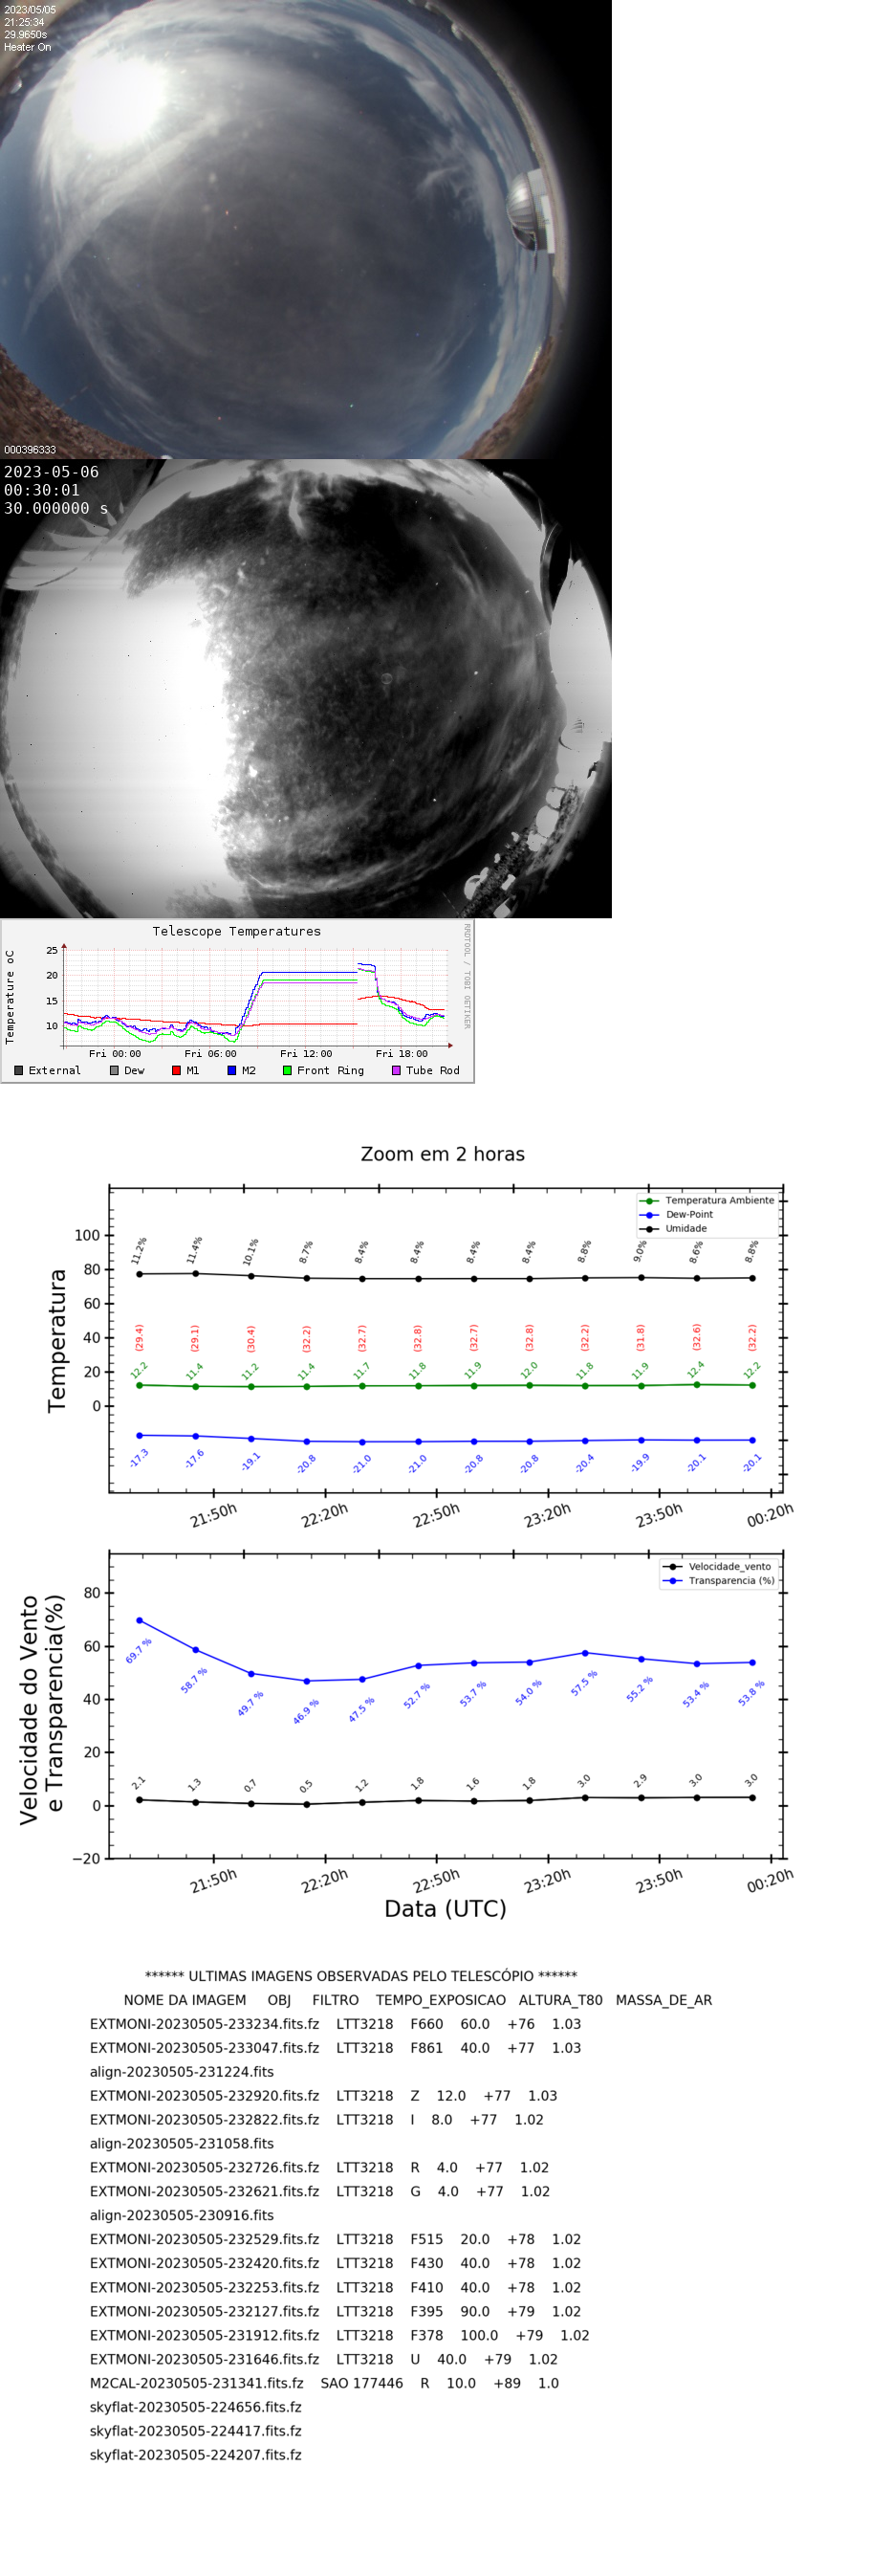 2023/05/05
21:25:34
29.9650s
Heater On
000396333
2023-05-06
00:30:01
30.000000 s
Telescope Temperatures
RRDTOOL / TOBI OETIKER
Temperature oC
25
20
15
10
Fri 00:00 Fri 06:00 Fri 12:00 Fri 18:00
External Dew M1 M2 Front Ring Tube Rod
Zoom em 2 horas
Temperatura Ambiente
Dew-Point
Umidade
Temperatura
100
80
60
40
20
0
11.2% 11.4% 10.1% 8.7% 8.4% 8.4% 8.4% 8.4% 8.8% 9.0% 8.6% 8.8%
(29.4) (29.1) (30.4) (32.2) (32.7) (32.8) (32.7) (32.8) (32.2) (31.8) (32.6) (32.2)
12.2 11.4 11.2 11.4 11.7 11.8 11.9 12.0 11.8 11.9 12.4 12.2
-17.3 -17.6 -19.1 -20.8 -21.0 -21.0 -20.8 -20.8 -20.4 -19.9 -20.1 -20.1
21:50h 22:20h 22:50h 23:20h 23:50h 00:20h
Velocidade_vento
Transparencia (%)
Velocidade do Vento
e Transparencia(%)
80
60
40
20
0
−20
69.7 % 58.7 % 49.7 % 46.9 % 47.5 % 52.7 % 53.7 % 54.0 % 57.5 % 55.2 % 53.4 % 53.8 %
2.1 1.3 0.7 0.5 1.2 1.8 1.6 1.8 3.0 2.9 3.0 3.0
21:50h 22:20h 22:50h 23:20h 23:50h 00:20h
Data (UTC)
****** ULTIMAS IMAGENS OBSERVADAS PELO TELESCÓPIO ******
NOME DA IMAGEM OBJ FILTRO TEMPO_EXPOSICAO ALTURA_T80 MASSA_DE_AR
EXTMONI-20230505-233234.fits.fz LTT3218 F660 60.0 +76 1.03
EXTMONI-20230505-233047.fits.fz LTT3218 F861 40.0 +77 1.03
align-20230505-231224.fits
EXTMONI-20230505-232920.fits.fz LTT3218 Z 12.0 +77 1.03
EXTMONI-20230505-232822.fits.fz LTT3218 I 8.0 +77 1.02
align-20230505-231058.fits
EXTMONI-20230505-232726.fits.fz LTT3218 R 4.0 +77 1.02
EXTMONI-20230505-232621.fits.fz LTT3218 G 4.0 +77 1.02
align-20230505-230916.fits
EXTMONI-20230505-232529.fits.fz LTT3218 F515 20.0 +78 1.02
EXTMONI-20230505-232420.fits.fz LTT3218 F430 40.0 +78 1.02
EXTMONI-20230505-232253.fits.fz LTT3218 F410 40.0 +78 1.02
EXTMONI-20230505-232127.fits.fz LTT3218 F395 90.0 +79 1.02
EXTMONI-20230505-231912.fits.fz LTT3218 F378 100.0 +79 1.02
EXTMONI-20230505-231646.fits.fz LTT3218 U 40.0 +79 1.02
M2CAL-20230505-231341.fits.fz SAO 177446 R 10.0 +89 1.0
skyflat-20230505-224656.fits.fz
skyflat-20230505-224417.fits.fz
skyflat-20230505-224207.fits.fz